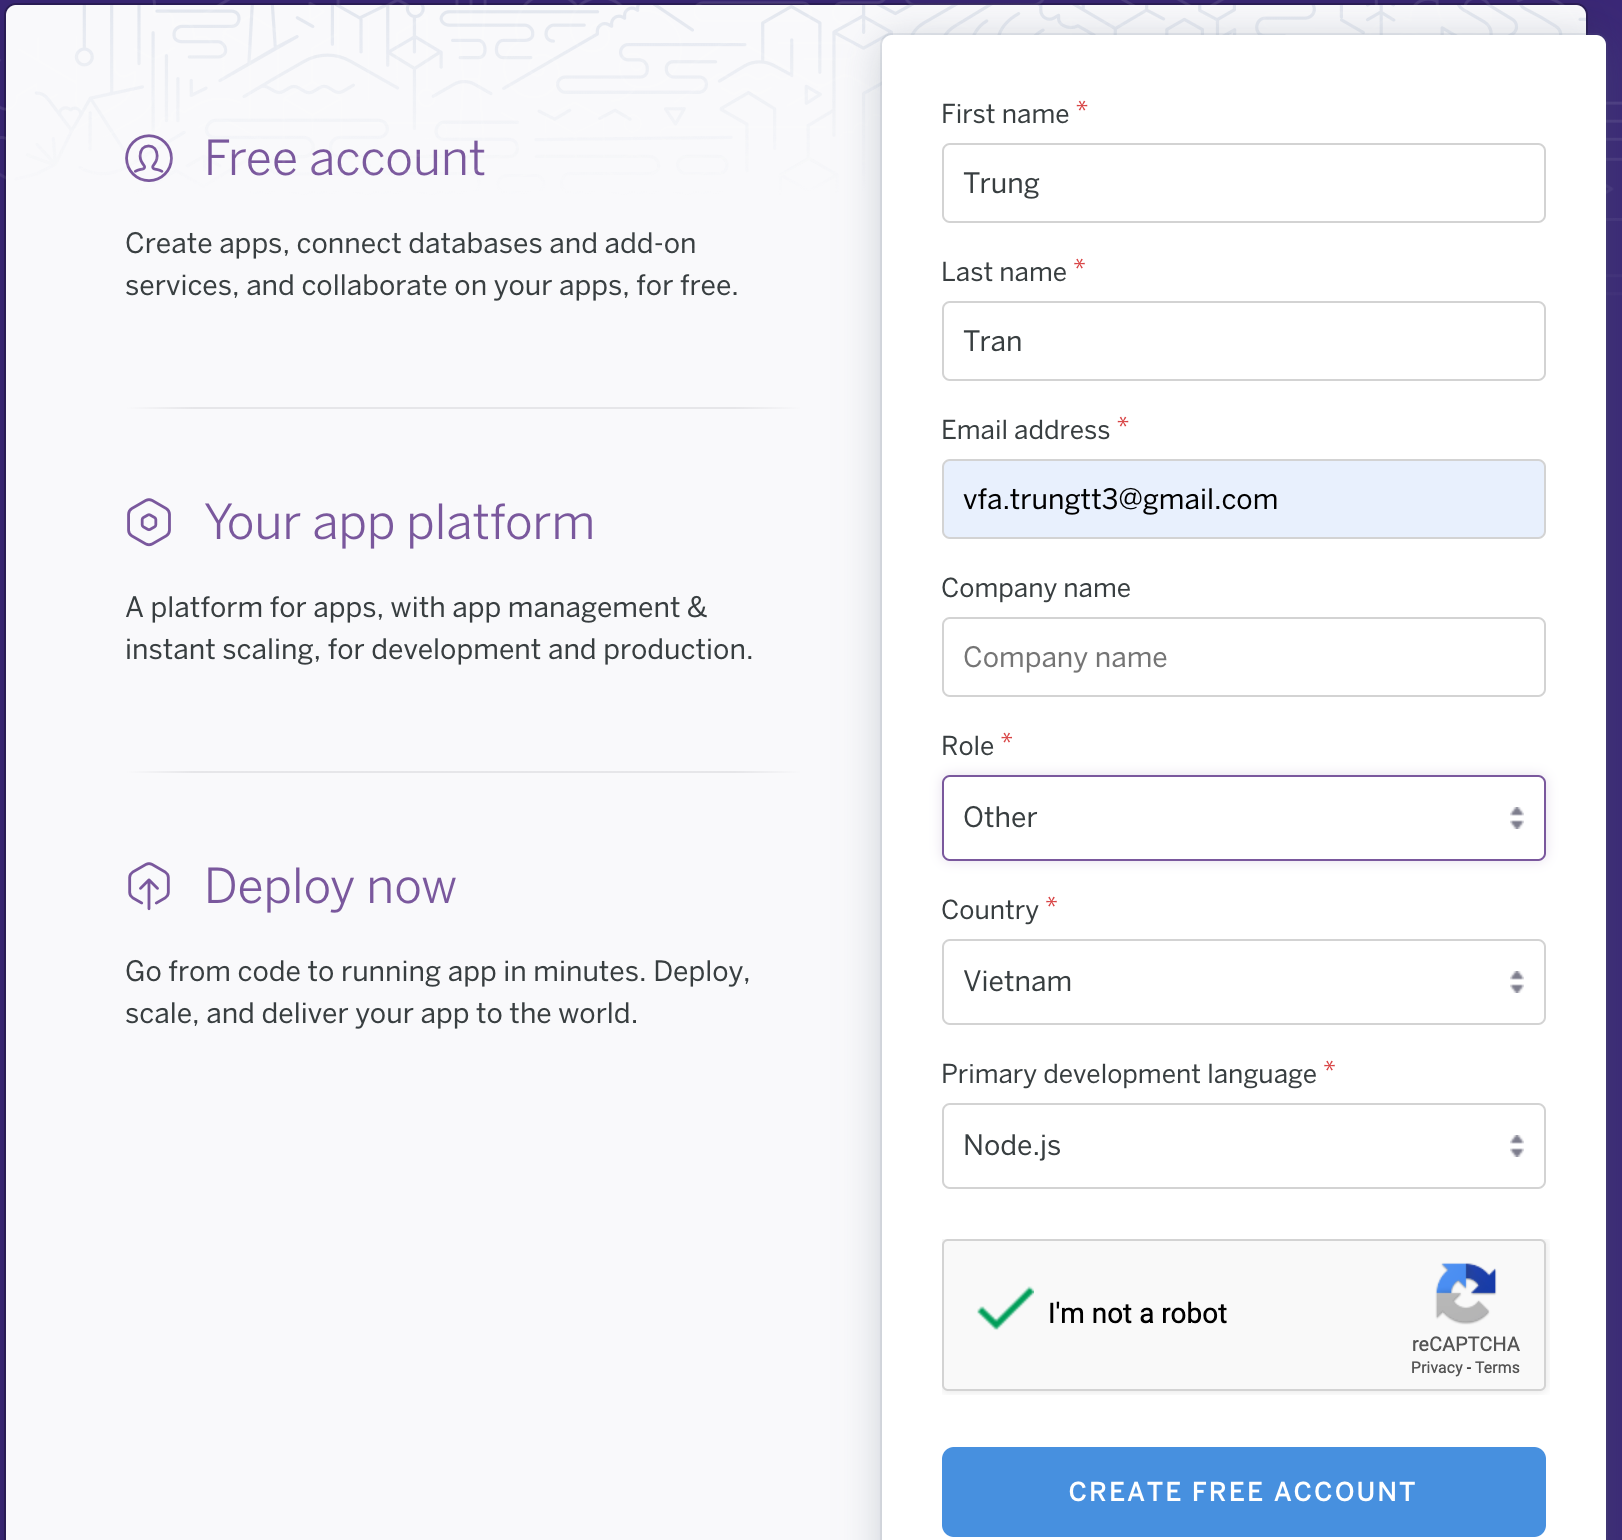 Free account
Create apps, connect databases and add-on
services, and collaborate on your apps, for free.
Your app platform
A platform for apps, with app management &
instant scaling, for development and production.
Deploy now
Go from code to running app in minutes. Deploy,
scale, and deliver your app to the world.
First name *
Trung
Last name *
Tran
Email address *
vfa.trungtt3@gmail.com
Company name
Company name
Role *
Other
Country *
Vietnam
Primary development language *
Node.js
I'm not a robot
reCAPTCHA
Privacy - Terms
CREATE FREE ACCOUNT